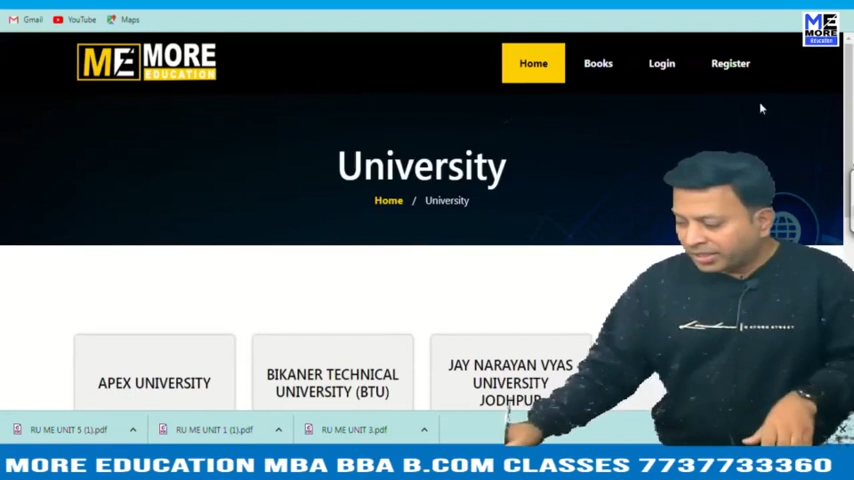 Gmail YouTube Maps
ME MORE EDUCATION
Home Books Login Register
ME
MORE
Education
University
Home / University
APEX UNIVERSITY
BIKANER TECHNICAL
UNIVERSITY (BTU)
JAY NARAYAN VYAS
UNIVERSITY
JODHPUR
RU ME UNIT 5 (1).pdf RU ME UNIT 1 (1).pdf RU ME UNIT 3.pdf
MORE EDUCATION MBA BBA B.COM CLASSES 7737733360